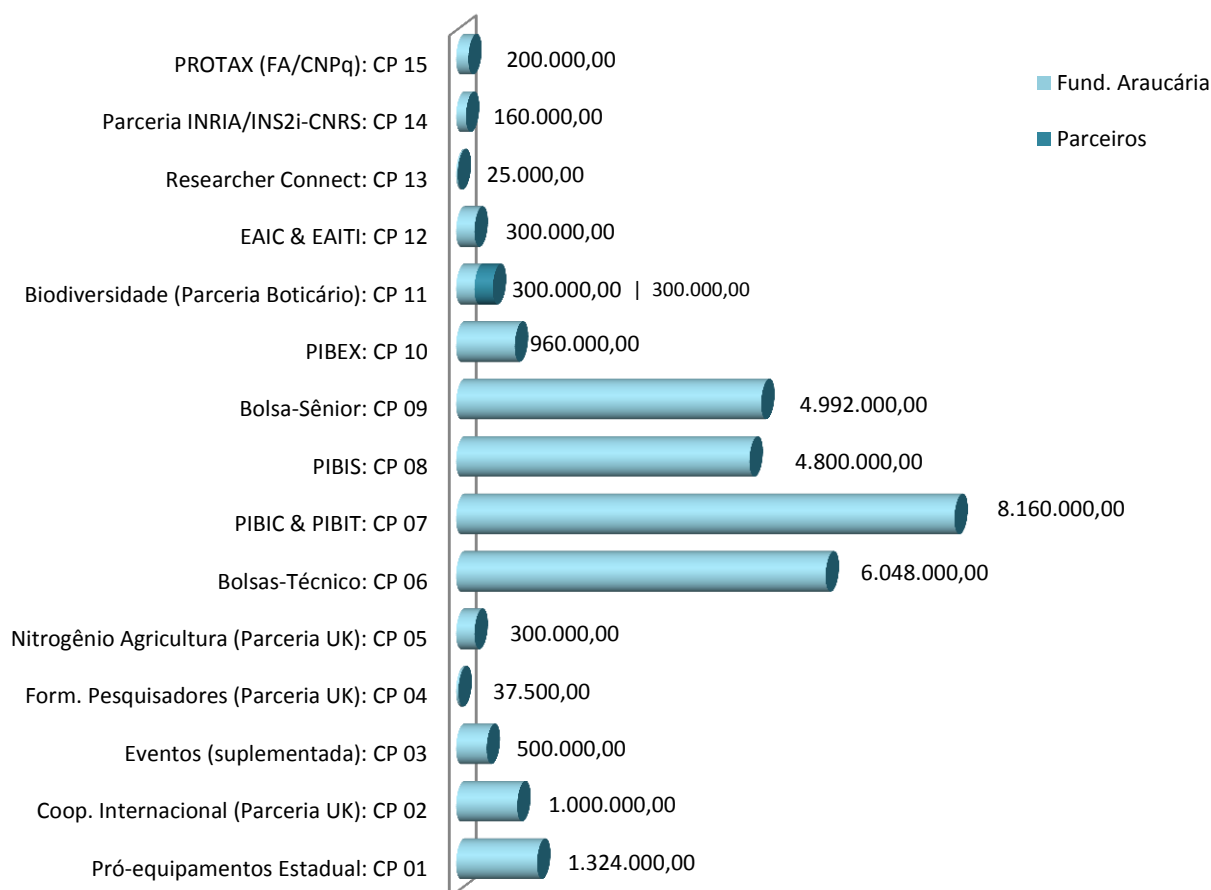 PROTAX (FA/CNPq): CP 15 200.000,00
Fund. Araucária
Parceria INRIA/INS2i-CNRS: CP 14 160.000,00
Parceiros
Researcher Connect: CP 13 25.000,00
EAIC & EAITI: CP 12 300.000,00
Biodiversidade (Parceria Boticário): CP 11 300.000,00 | 300.000,00
PIBEX: CP 10 960.000,00
Bolsa-Sênior: CP 09 4.992.000,00
PIBIS: CP 08 4.800.000,00
PIBIC & PIBIT: CP 07 8.160.000,00
Bolsas-Técnico: CP 06 6.048.000,00
Nitrogênio Agricultura (Parceria UK): CP 05 300.000,00
Form. Pesquisadores (Parceria UK): CP 04 37.500,00
Eventos (suplementada): CP 03 500.000,00
Coop. Internacional (Parceria UK): CP 02 1.000.000,00
Pró-equipamentos Estadual: CP 01 1.324.000,00